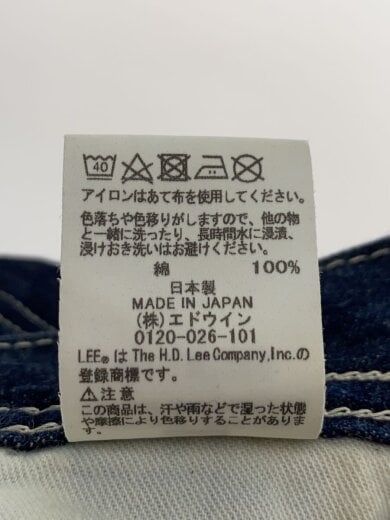 40
アイロンはあて布を使用してください。
色落ちや色移りがしますので、他の物
と一緒に洗ったり、長時間水に浸漬、
浸けおき洗いはお避けください。
綿 100%
日本製
MADE IN JAPAN
(株)エドウイン
0120-026-101
LEE® は The H.D. Lee Company, Inc. の
登録商標です。
⚠注意
この商品は、汗や雨などで湿った状態
や摩擦により色移りすることがありま
す。